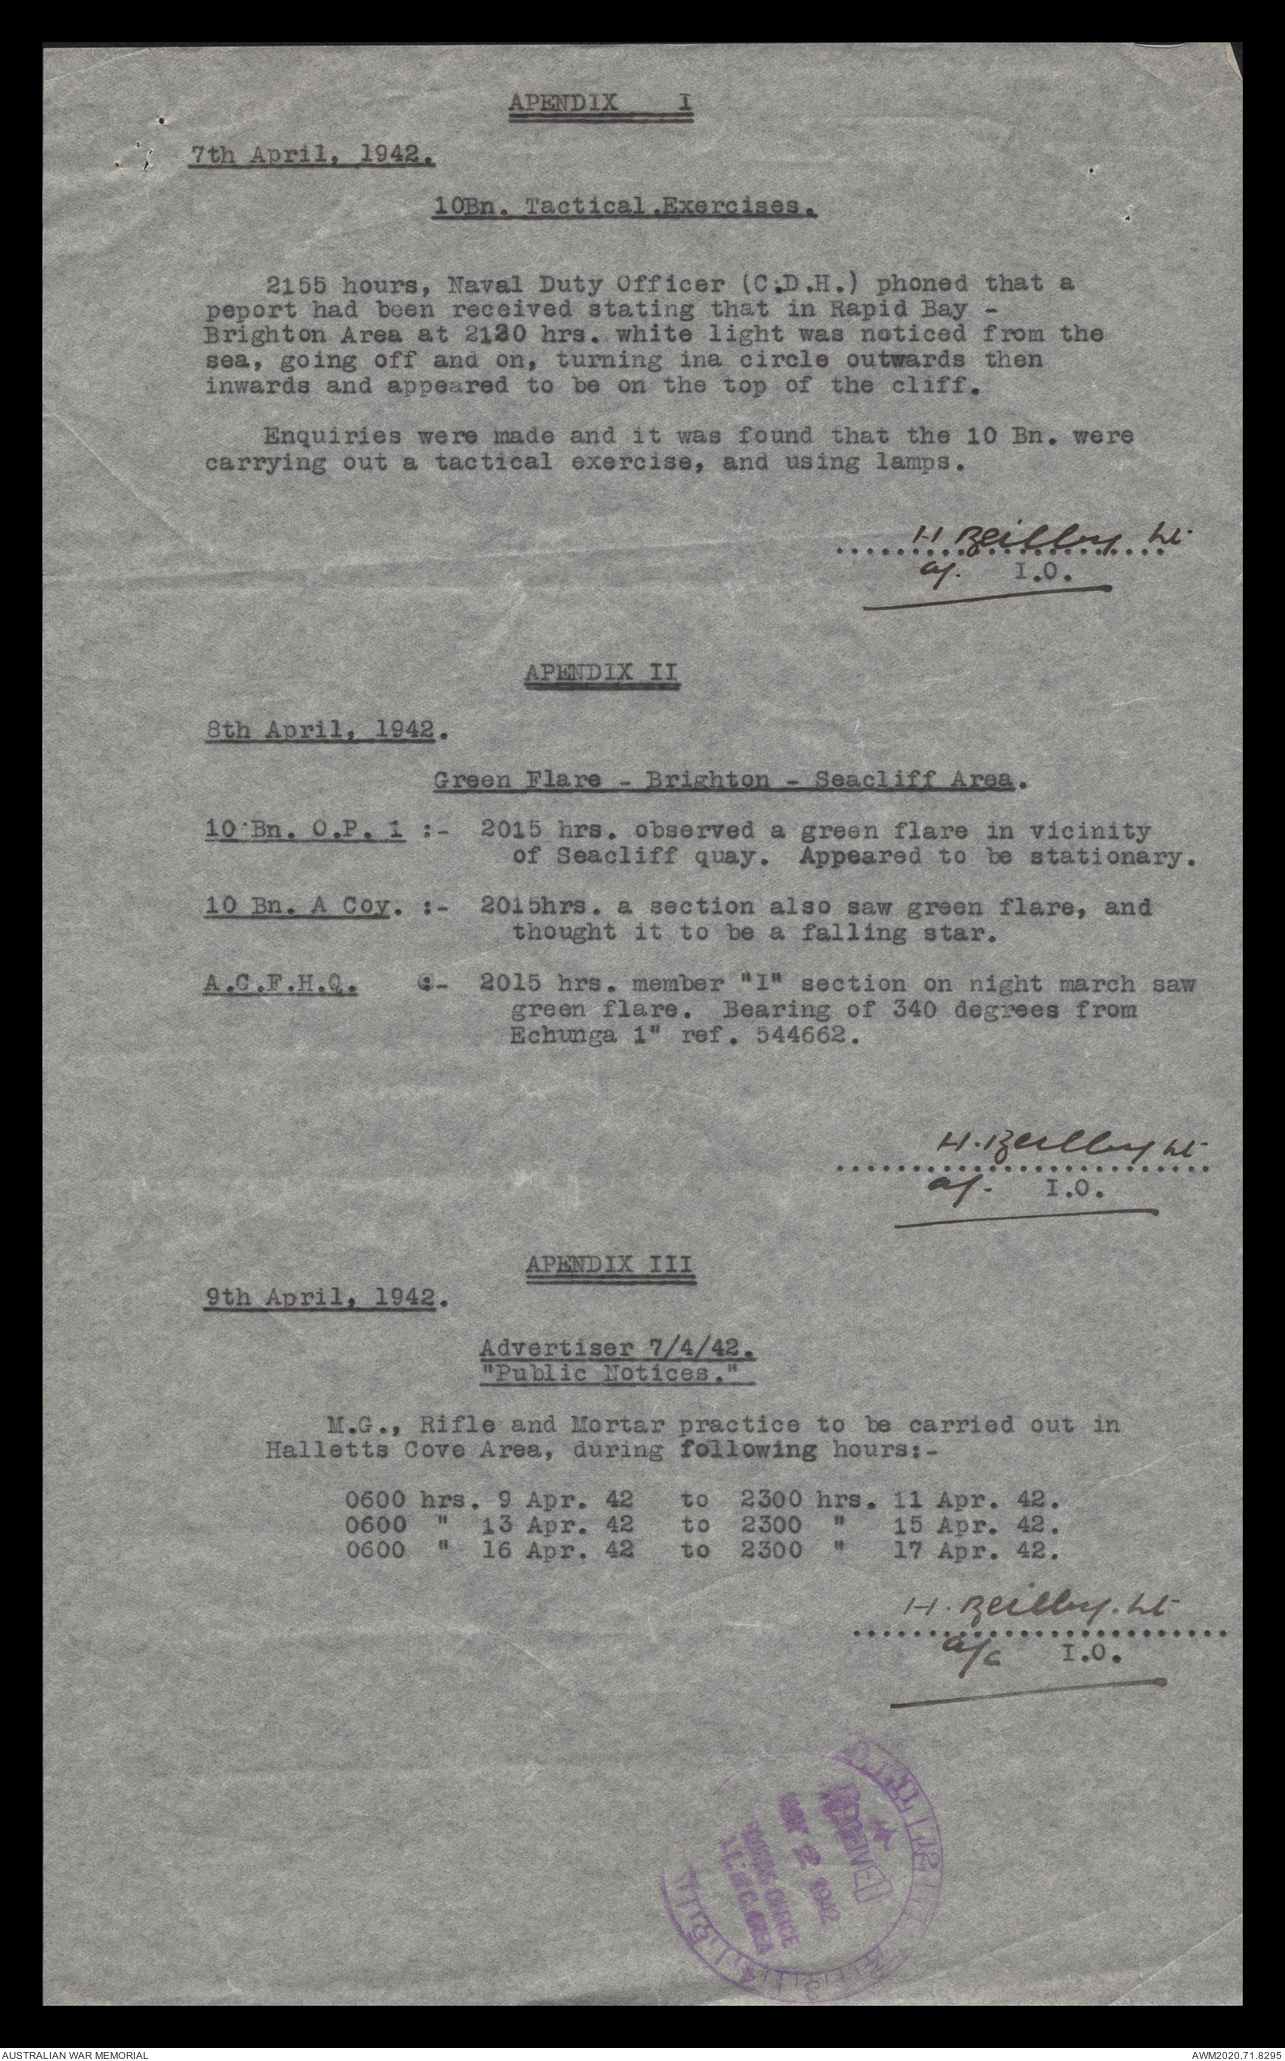 APENDIX I
7th April, 1942.
10Bn. Tactical.Exercises.
2155 hours, Naval Duty Officer (C.D.H.) phoned that a
peport had been received stating that in Rapid Bay -
Brighton Area at 2130 hrs. white light was noticed from the
sea, going off and on, turning ina circle outwards then
inwards and appeared to be on the top of the cliff.
Enquiries were made and it was found that the 10 Bn. were
carrying out a tactical exercise, and using lamps.
H Beilby Lt
I.O.
APENDIX II
8th April, 1942.
Green Flare - Brighton - Seacliff Area.
10 Bn. O.P. 1 :- 2015 hrs. observed a green flare in vicinity
of Seacliff quay. Appeared to be stationary.
10 Bn. A Coy. :- 2015hrs. a section also saw green flare, and
thought it to be a falling star.
A.C.F.H.Q. :- 2015 hrs. member "I" section on night march saw
green flare. Bearing of 340 degrees from
Echunga 1" ref. 544662.
H. Beilby Lt
I.O.
APENDIX III
9th April, 1942.
Advertiser 7/4/42.
"Public Notices."
M.G., Rifle and Mortar practice to be carried out in
Halletts Cove Area, during following hours:-
0600 hrs. 9 Apr. 42 to 2300 hrs. 11 Apr. 42.
0600 " 13 Apr. 42 to 2300 " 15 Apr. 42.
0600 " 16 Apr. 42 to 2300 " 17 Apr. 42.
H. Beilby. Lt
a/c I.O.
RECEIVED
MAY 2 1942
OFFICE
AUSTRALIAN WAR MEMORIAL
AWM2020.71.8295